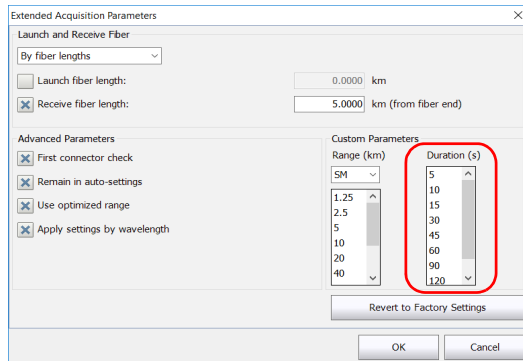 Extended Acquisition Parameters
Launch and Receive Fiber
By fiber lengths
Launch fiber length: 0.0000 km
Receive fiber length: 5.0000 km (from fiber end)
Advanced Parameters
First connector check
Remain in auto-settings
Use optimized range
Apply settings by wavelength
Custom Parameters
Range (km)
SM
1.25
2.5
5
10
20
40
Duration (s)
5
10
15
30
45
60
90
120
Revert to Factory Settings
OK Cancel